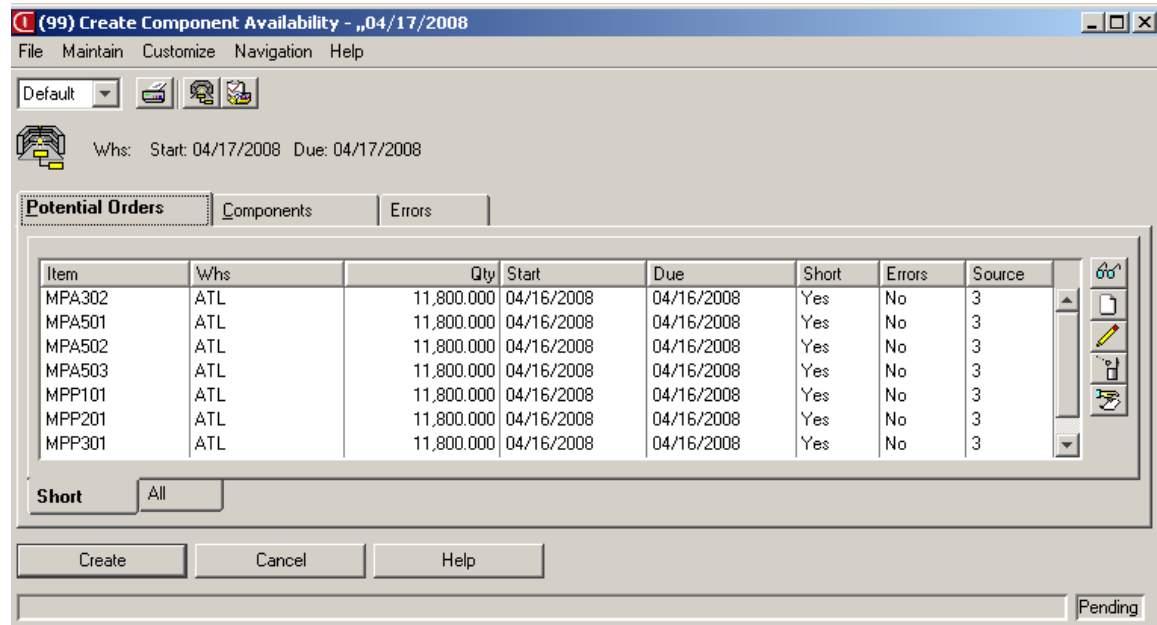 (99) Create Component Availability - ,,04/17/2008
File Maintain Customize Navigation Help
Default
Whs: Start: 04/17/2008 Due: 04/17/2008
Potential Orders Components Errors
Item Whs Qty Start Due Short Errors Source
MPA302 ATL 11,800.000 04/16/2008 04/16/2008 Yes No 3
MPA501 ATL 11,800.000 04/16/2008 04/16/2008 Yes No 3
MPA502 ATL 11,800.000 04/16/2008 04/16/2008 Yes No 3
MPA503 ATL 11,800.000 04/16/2008 04/16/2008 Yes No 3
MPP101 ATL 11,800.000 04/16/2008 04/16/2008 Yes No 3
MPP201 ATL 11,800.000 04/16/2008 04/16/2008 Yes No 3
MPP301 ATL 11,800.000 04/16/2008 04/16/2008 Yes No 3
Short All
Create Cancel Help
Pending